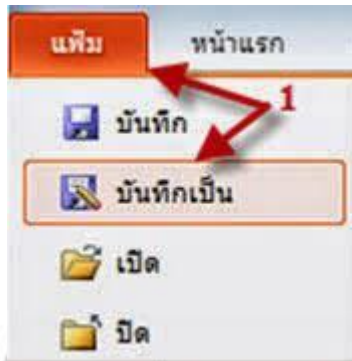 แฟ้ม หน้าแรก
1
บันทึก
บันทึกเป็น
เปิด
ปิด